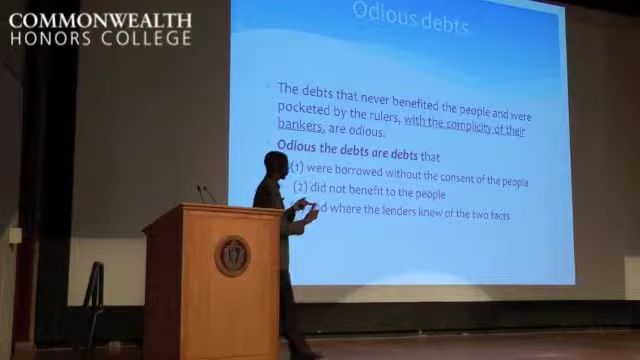 COMMONWEALTH
HONORS COLLEGE
Odious debts
The debts that never benefited the people and were
pocketed by the rulers, with the complicity of their
bankers, are odious.
Odious the debts are debts that
(1) were borrowed without the consent of the people
(2) did not benefit to the people
where the lenders knew of the two facts